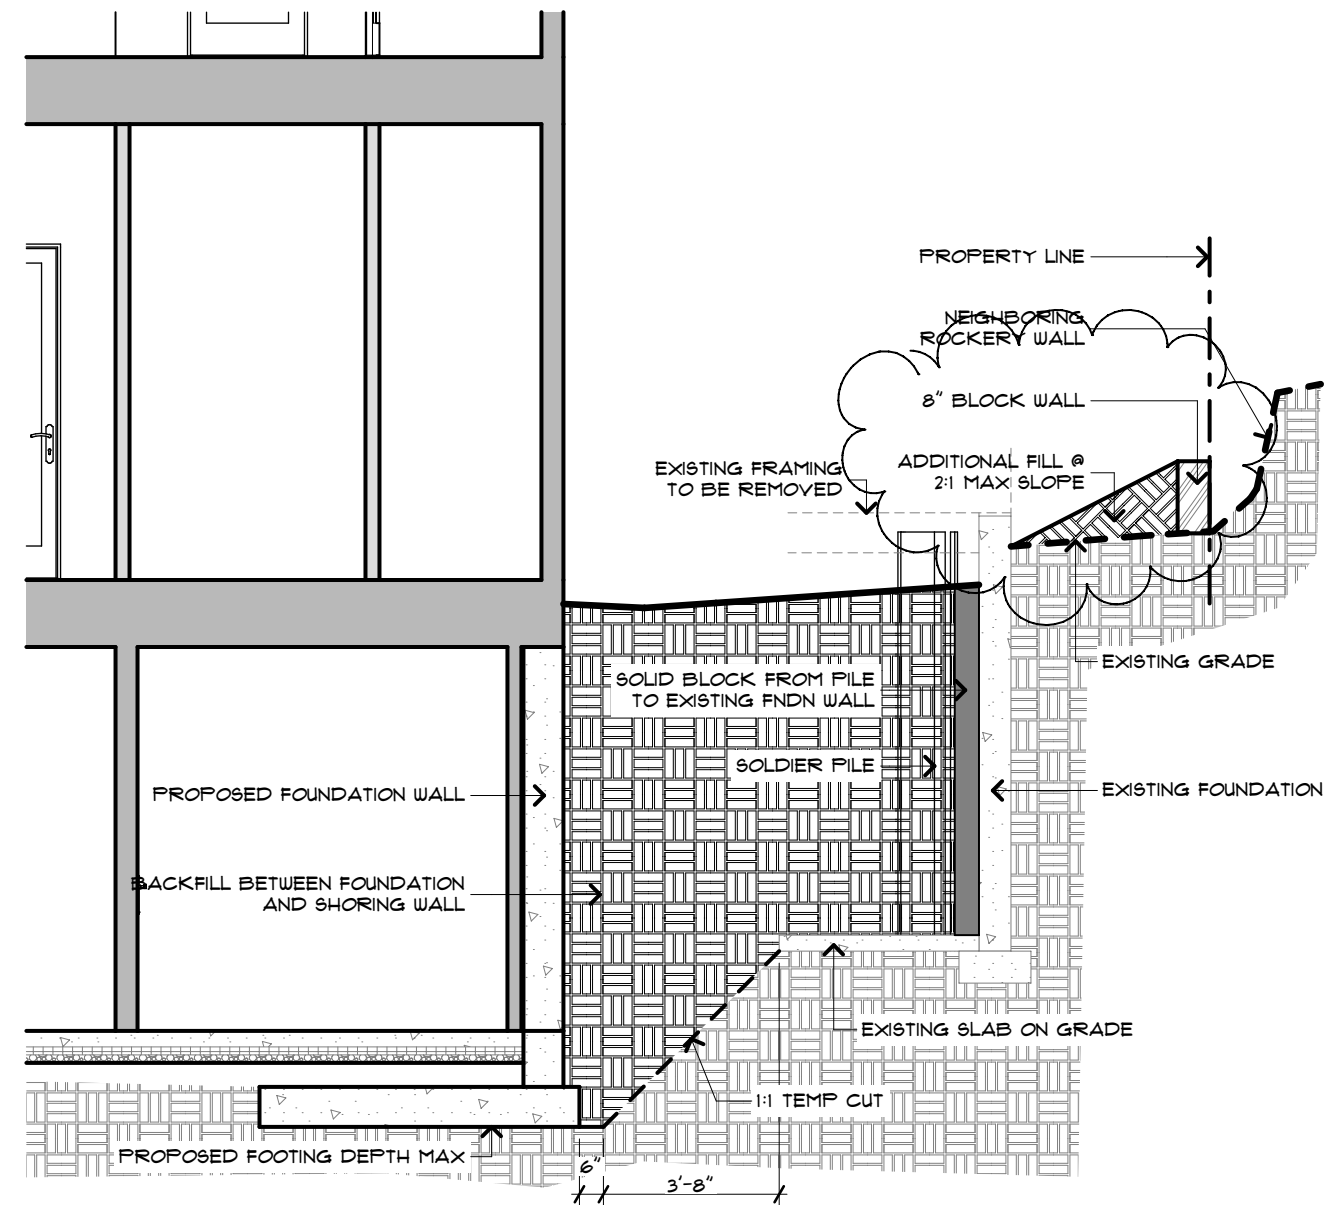 PROPERTY LINE
NEIGHBORING
ROCKERY WALL
8" BLOCK WALL
ADDITIONAL FILL @
2:1 MAX SLOPE
EXISTING FRAMING
TO BE REMOVED
EXISTING GRADE
SOLID BLOCK FROM PILE
TO EXISTING FNDN WALL
SOLDIER PILE
EXISTING FOUNDATION
PROPOSED FOUNDATION WALL
BACKFILL BETWEEN FOUNDATION
AND SHORING WALL
EXISTING SLAB ON GRADE
1:1 TEMP CUT
PROPOSED FOOTING DEPTH MAX
6"
3'-8"